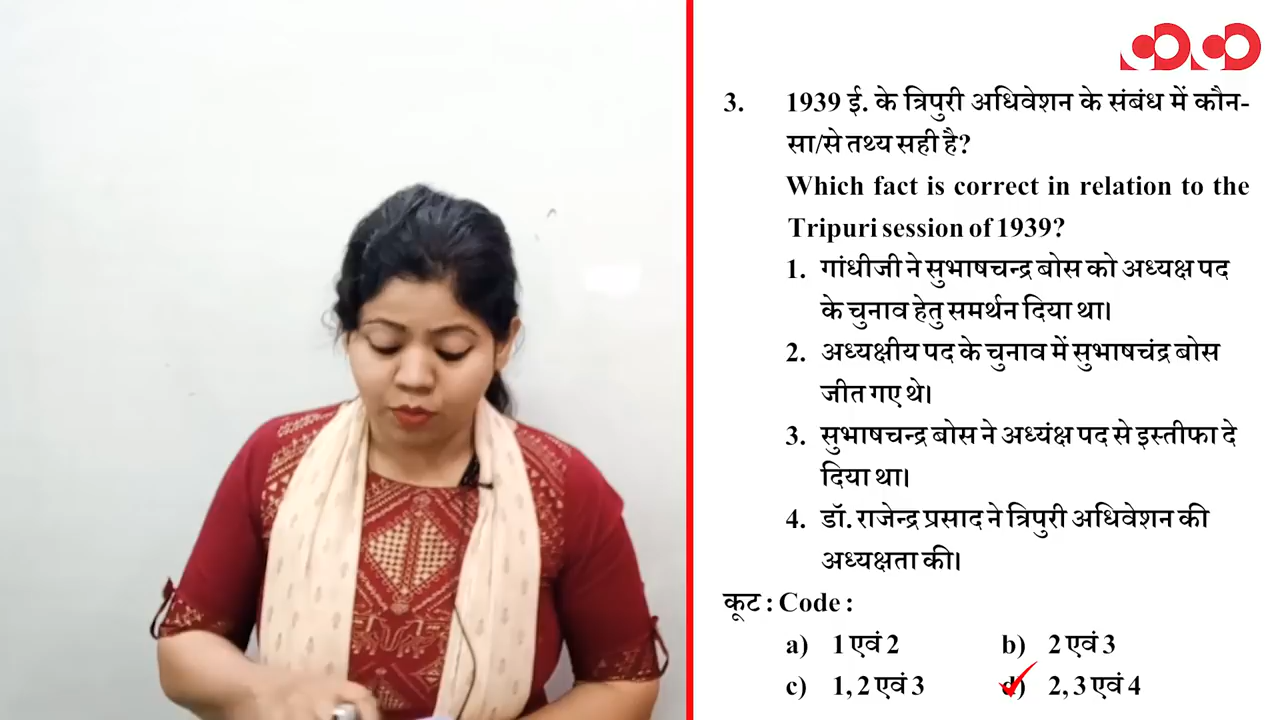 3. 1939 ई. के त्रिपुरी अधिवेशन के संबंध में कौन-
सा/से तथ्य सही है?
Which fact is correct in relation to the
Tripuri session of 1939?
1. गांधीजी ने सुभाषचन्द्र बोस को अध्यक्ष पद
के चुनाव हेतु समर्थन दिया था।
2. अध्यक्षीय पद के चुनाव में सुभाषचंद्र बोस
जीत गए थे।
3. सुभाषचन्द्र बोस ने अध्यंक्ष पद से इस्तीफा दे
दिया था।
4. डॉ. राजेन्द्र प्रसाद ने त्रिपुरी अधिवेशन की
अध्यक्षता की।
कूट : Code :
a) 1 एवं 2 b) 2 एवं 3
c) 1, 2 एवं 3 d) 2, 3 एवं 4